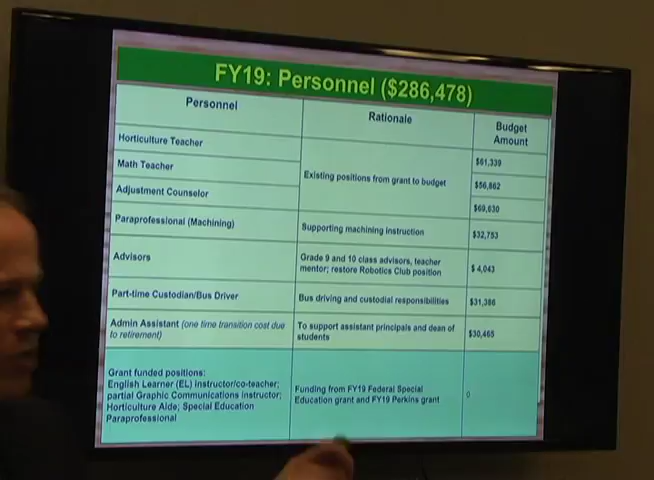 FY19: Personnel ($286,478)
Personnel
Rationale
Budget
Amount
Horticulture Teacher
Math Teacher
Adjustment Counselor
Existing positions from grant to budget
$61,339
$56,862
$69,630
Paraprofessional (Machining)
Supporting machining instruction
$32,753
Advisors
Grade 9 and 10 class advisors, teacher
mentor; restore Robotics Club position
$ 4,043
Part-time Custodian/Bus Driver
Bus driving and custodial responsibilities
$31,386
Admin Assistant (one time transition cost due
to retirement)
To support assistant principals and dean of
students
$30,465
Grant funded positions:
English Learner (EL) instructor/co-teacher;
partial Graphic Communications instructor;
Horticulture Aide; Special Education
Paraprofessional
Funding from FY19 Federal Special
Education grant and FY19 Perkins grant
0